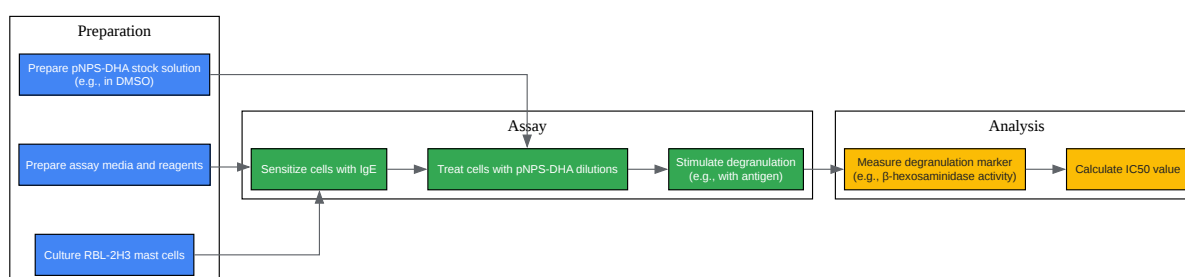 Preparation
Prepare pNPS-DHA stock solution
(e.g., in DMSO)
Prepare assay media and reagents
Culture RBL-2H3 mast cells
Assay
Sensitize cells with IgE
Treat cells with pNPS-DHA dilutions
Stimulate degranulation
(e.g., with antigen)
Analysis
Measure degranulation marker
(e.g., β-hexosaminidase activity)
Calculate IC50 value